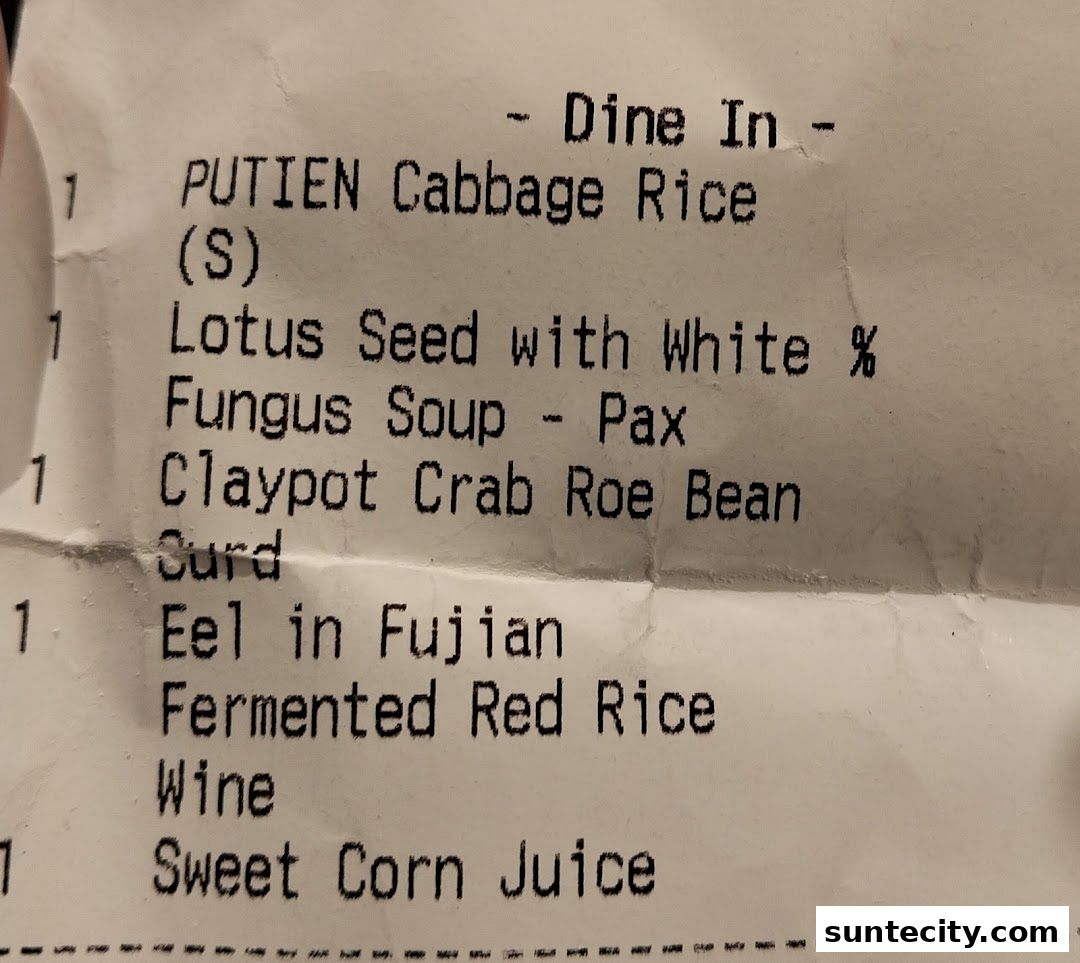 - Dine In -
1 PUTIEN Cabbage Rice
(S)
1 Lotus Seed with White %
Fungus Soup - Pax
1 Claypot Crab Roe Bean
Curd
1 Eel in Fujian
Fermented Red Rice
Wine
1 Sweet Corn Juice
suntecity.com